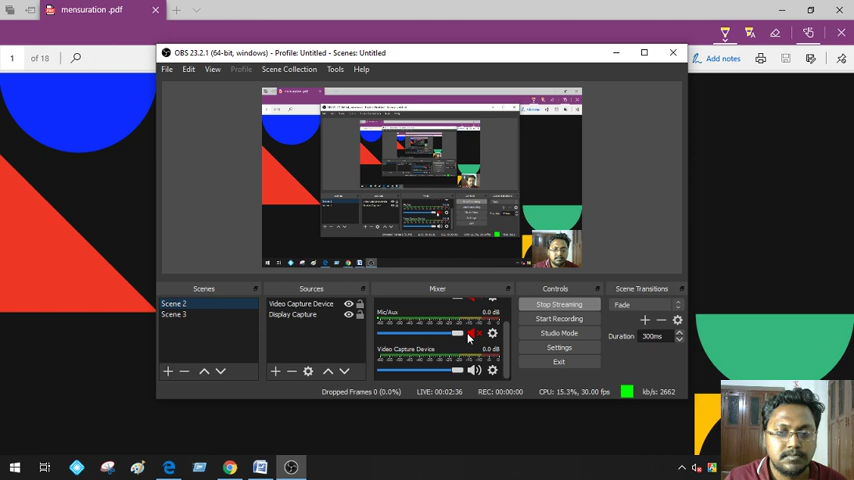 mensuration .pdf
1 of 18
Add notes
OBS 23.2.1 (64-bit, windows) - Profile: Untitled - Scenes: Untitled
File Edit View Profile Scene Collection Tools Help
Scenes Sources Mixer Controls Scene Transitions
Scene 2
Scene 3
Video Capture Device
Display Capture
Mic/Aux 0.0 dB
Video Capture Device 0.0 dB
Stop Streaming
Start Recording
Studio Mode
Settings
Exit
Fade
Duration 300ms
Dropped Frames 0 (0.0%) LIVE: 00:02:36 REC: 00:00:00 CPU: 15.3%, 30.00 fps kb/s: 2662